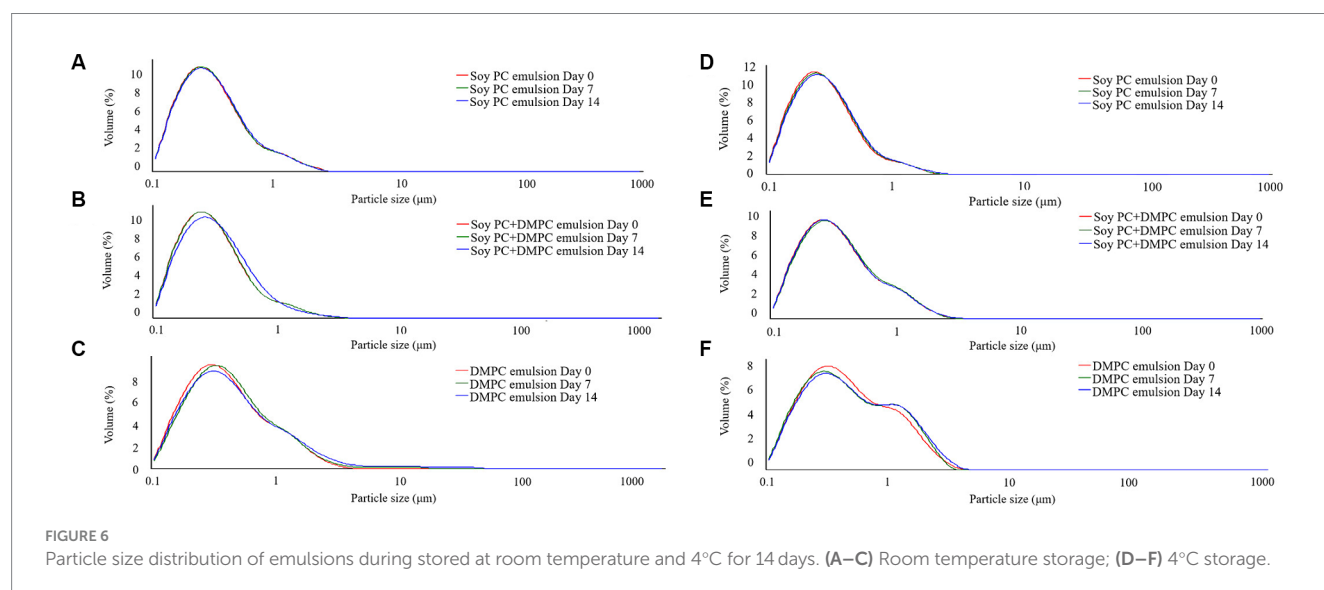 A
Volume (%)
10
8
6
4
2
0
0.1 1 10 100 1000
Particle size (μm)
Soy PC emulsion Day 0
Soy PC emulsion Day 7
Soy PC emulsion Day 14
D
Volume (%)
12
10
8
6
4
2
0
0.1 1 10 100 1000
Particle size (μm)
Soy PC emulsion Day 0
Soy PC emulsion Day 7
Soy PC emulsion Day 14
B
Volume (%)
10
8
6
4
2
0
0.1 1 10 100 1000
Particle size (μm)
Soy PC+DMPC emulsion Day 0
Soy PC+DMPC emulsion Day 7
Soy PC+DMPC emulsion Day 14
E
Volume (%)
10
8
6
4
2
0
0.1 1 10 100 1000
Particle size (μm)
Soy PC+DMPC emulsion Day 0
Soy PC+DMPC emulsion Day 7
Soy PC+DMPC emulsion Day 14
C
Volume (%)
8
6
4
2
0
0.1 1 10 100 1000
Particle size (μm)
DMPC emulsion Day 0
DMPC emulsion Day 7
DMPC emulsion Day 14
F
Volume (%)
8
6
4
2
0
0.1 1 10 100 1000
Particle size (μm)
DMPC emulsion Day 0
DMPC emulsion Day 7
DMPC emulsion Day 14
FIGURE 6
Particle size distribution of emulsions during stored at room temperature and 4°C for 14 days. (A–C) Room temperature storage; (D–F) 4°C storage.